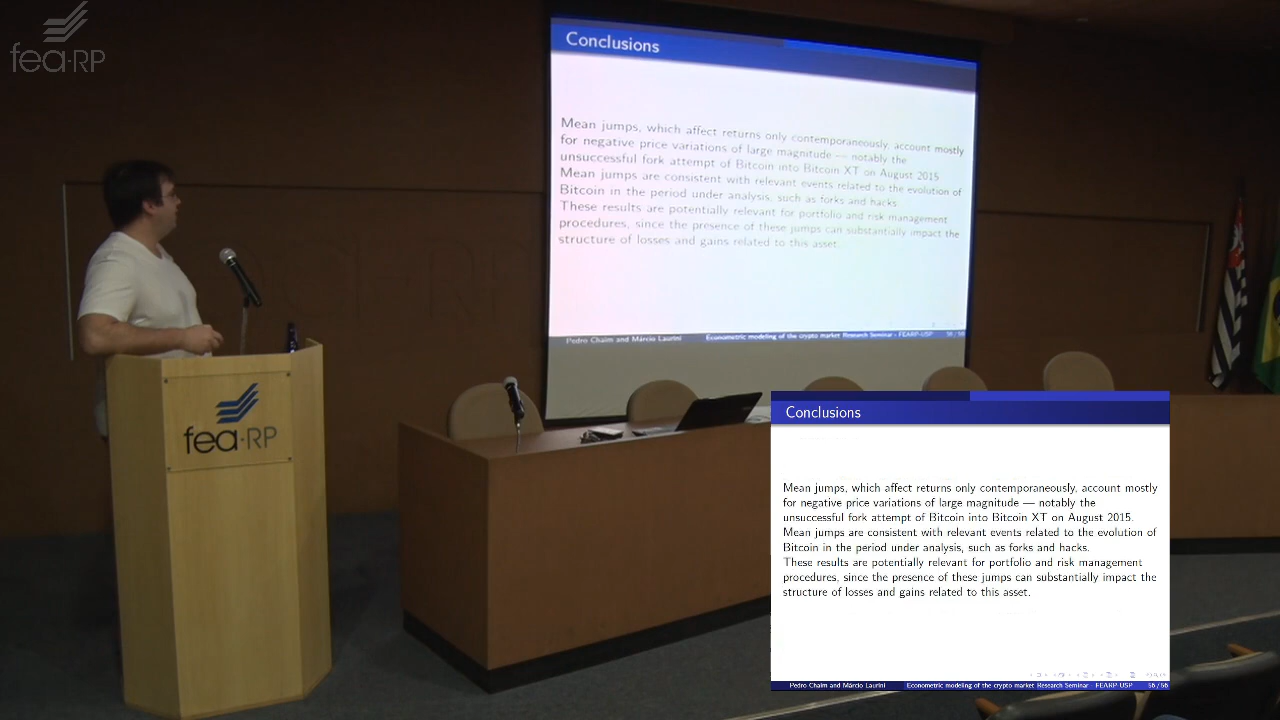 fea-RP
Conclusions
Mean jumps, which affect returns only contemporaneously, account mostly
for negative price variations of large magnitude — notably the
unsuccessful fork attempt of Bitcoin into Bitcoin XT on August 2015
Mean jumps are consistent with relevant events related to the evolution of
Bitcoin in the period under analysis, such as forks and hacks
These results are potentially relevant for portfolio and risk management
procedures, since the presence of these jumps can substantially impact the
structure of losses and gains related to this asset.
Pedro Chaim and Márcio Laurini Econometric modeling of the crypto market Research Seminar - FEARP-USP 56 / 56
fea-RP
Conclusions
Mean jumps, which affect returns only contemporaneously, account mostly
for negative price variations of large magnitude — notably the
unsuccessful fork attempt of Bitcoin into Bitcoin XT on August 2015.
Mean jumps are consistent with relevant events related to the evolution of
Bitcoin in the period under analysis, such as forks and hacks.
These results are potentially relevant for portfolio and risk management
procedures, since the presence of these jumps can substantially impact the
structure of losses and gains related to this asset.
Pedro Chaim and Márcio Laurini Econometric modeling of the crypto market Research Seminar - FEARP-USP 56 / 56